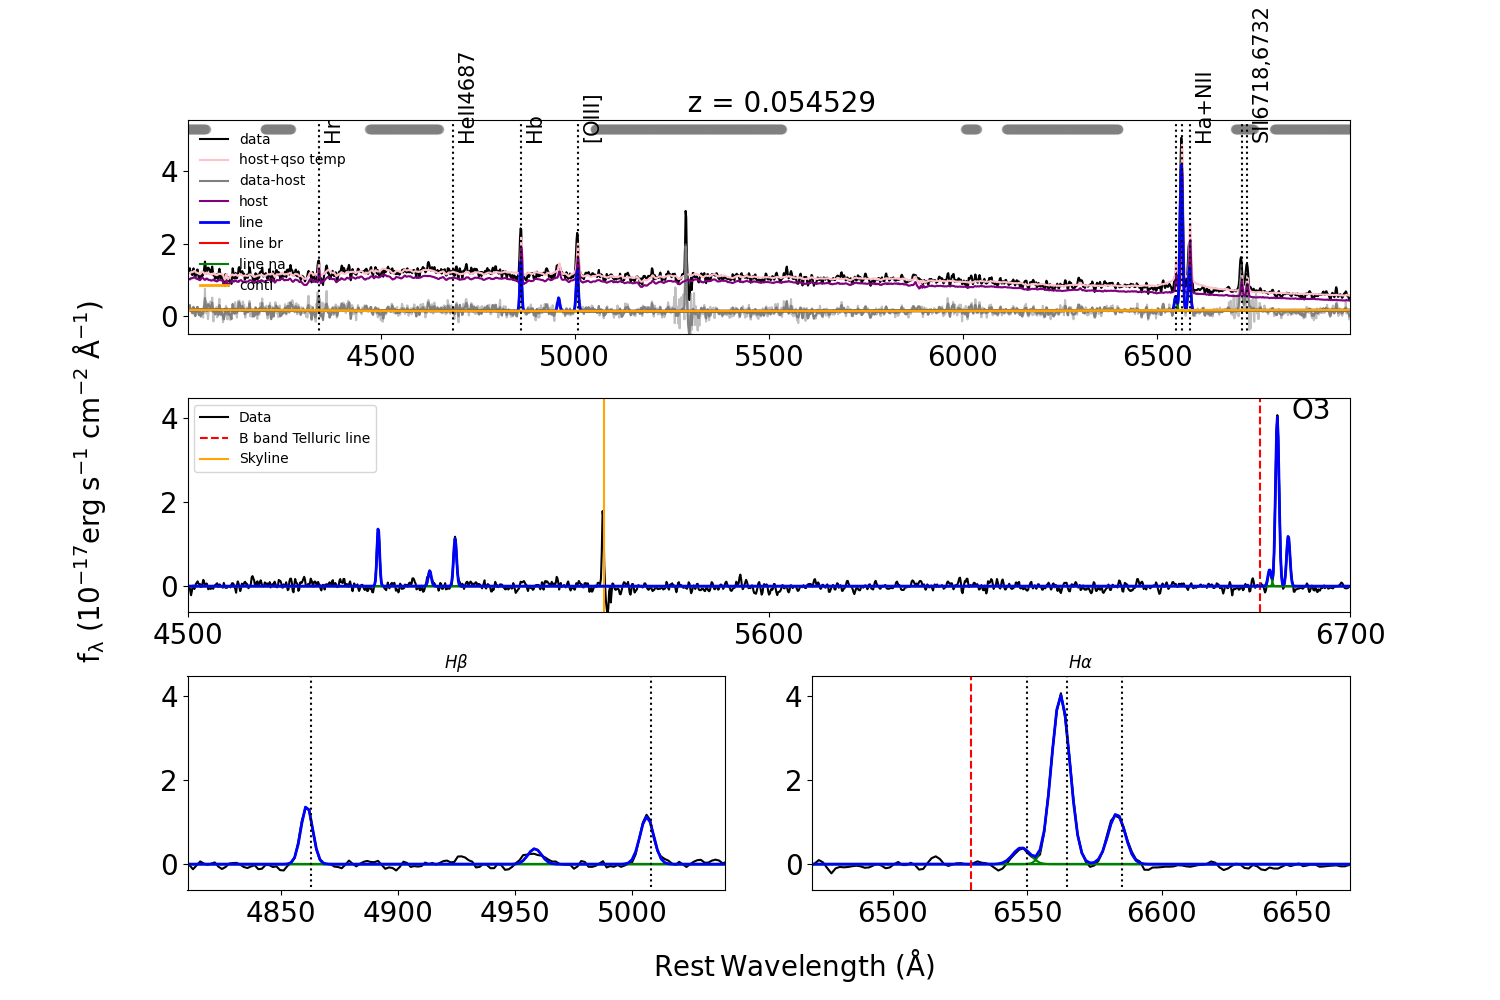 z = 0.054529
Hr
HeII4687
Hb
[OIII]
Ha+NII
SII6718,6732
data
host+qso temp
data-host
host
line
line br
line na
conti
4
2
0
4500
5000
5500
6000
6500
Data
B band Telluric line
Skyline
O3
4
2
0
4500
5600
6700
fλ (10⁻¹⁷erg s⁻¹ cm⁻² Å⁻¹)
Hβ
4
2
0
4850
4900
4950
5000
Hα
4
2
0
6500
6550
6600
6650
Rest Wavelength (Å)